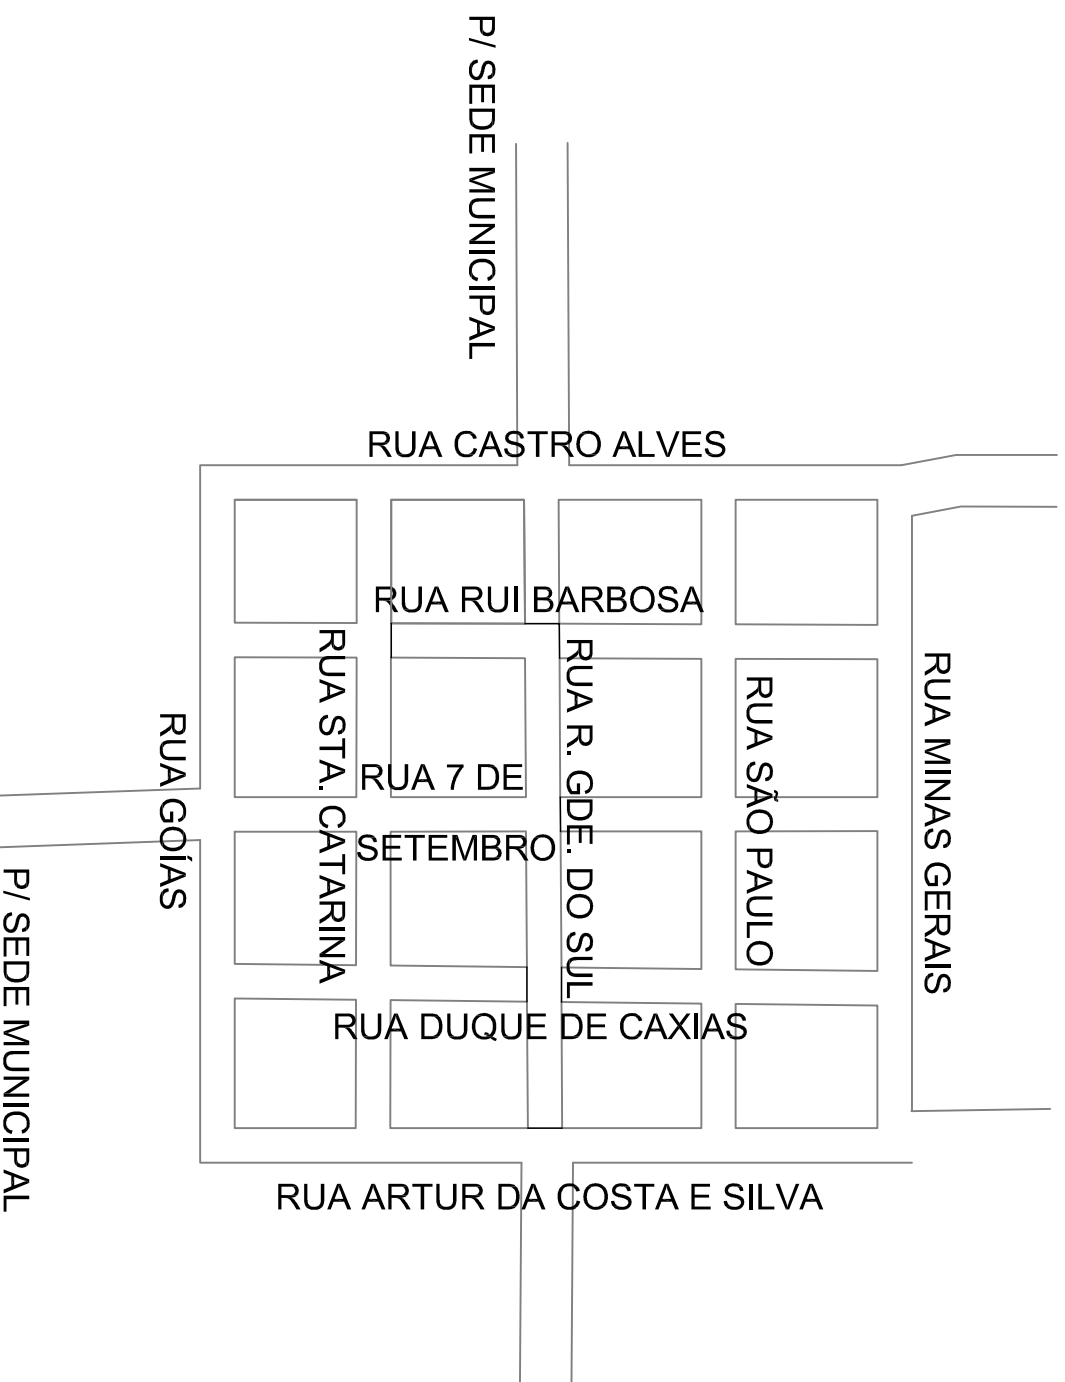 P/ SEDE MUNICIPAL
RUA CASTRO ALVES
RUA RUI BARBOSA
RUA STA. CATARINA
RUA R. GDE. DO SUL
RUA SÃO PAULO
RUA MINAS GERAIS
RUA GOÍAS
RUA 7 DE
SETEMBRO
P/ SEDE MUNICIPAL
RUA DUQUE DE CAXIAS
RUA ARTUR DA COSTA E SILVA